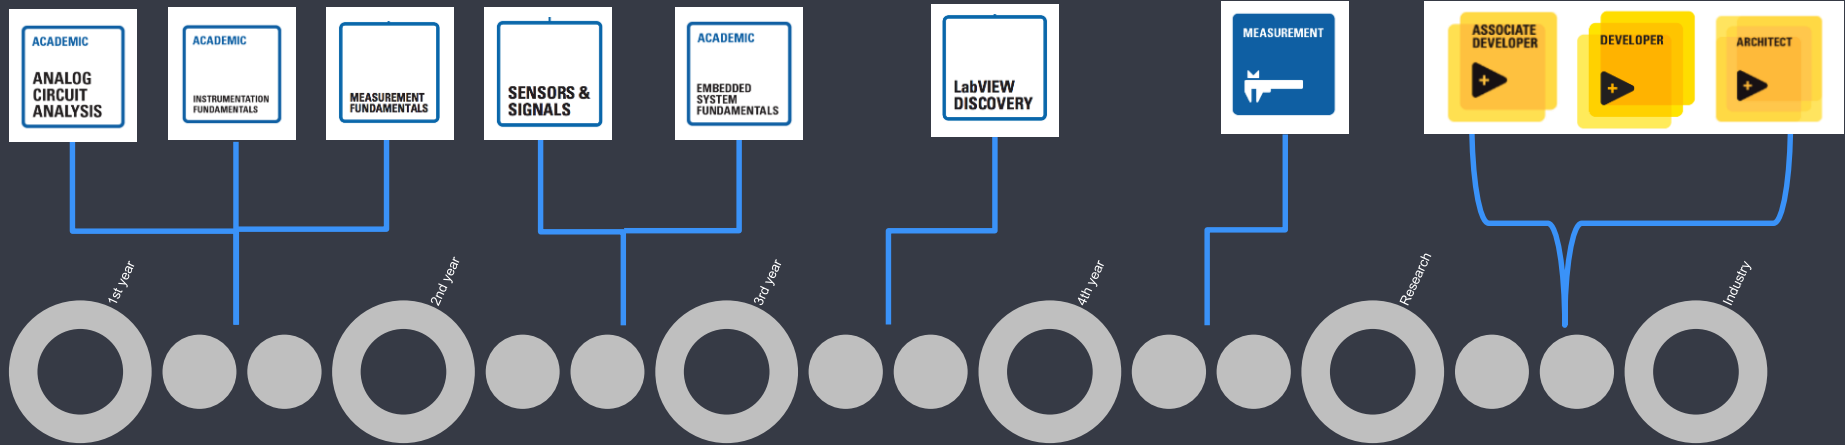 ACADEMIC
ANALOG
CIRCUIT
ANALYSIS
ACADEMIC
INSTRUMENTATION
FUNDAMENTALS
MEASUREMENT
FUNDAMENTALS
SENSORS &
SIGNALS
ACADEMIC
EMBEDDED
SYSTEM
FUNDAMENTALS
LabVIEW
DISCOVERY
MEASUREMENT
ASSOCIATE
DEVELOPER
DEVELOPER
ARCHITECT
1st year
2nd year
3rd year
4th year
Research
Industry